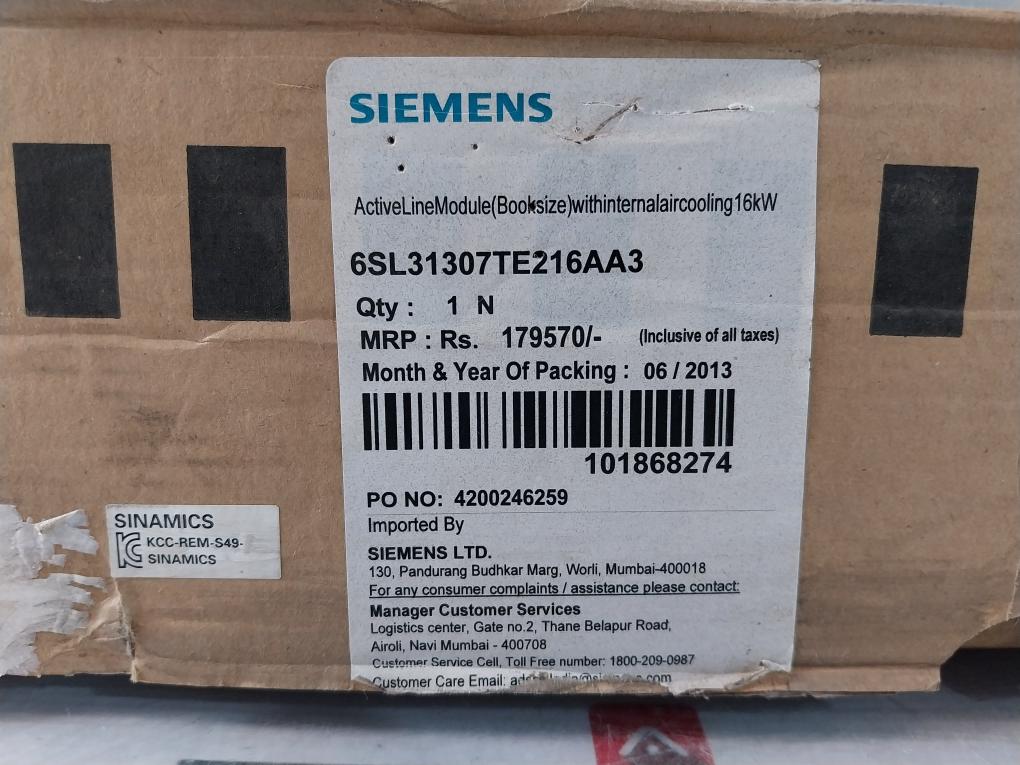 SIEMENS
ActiveLineModule(Booksize)withinternalaircooling16kW
6SL31307TE216AA3
Qty : 1 N
MRP : Rs. 179570/- (Inclusive of all taxes)
Month & Year Of Packing : 06 / 2013
101868274
PO NO: 4200246259
Imported By
SIEMENS LTD.
130, Pandurang Budhkar Marg, Worli, Mumbai-400018
For any consumer complaints / assistance please contact:
Manager Customer Services
Logistics center, Gate no.2, Thane Belapur Road,
Airoli, Navi Mumbai - 400708
Customer Service Cell, Toll Free number: 1800-209-0987
Customer Care Email:
SINAMICS
KCC-REM-S49-
SINAMICS